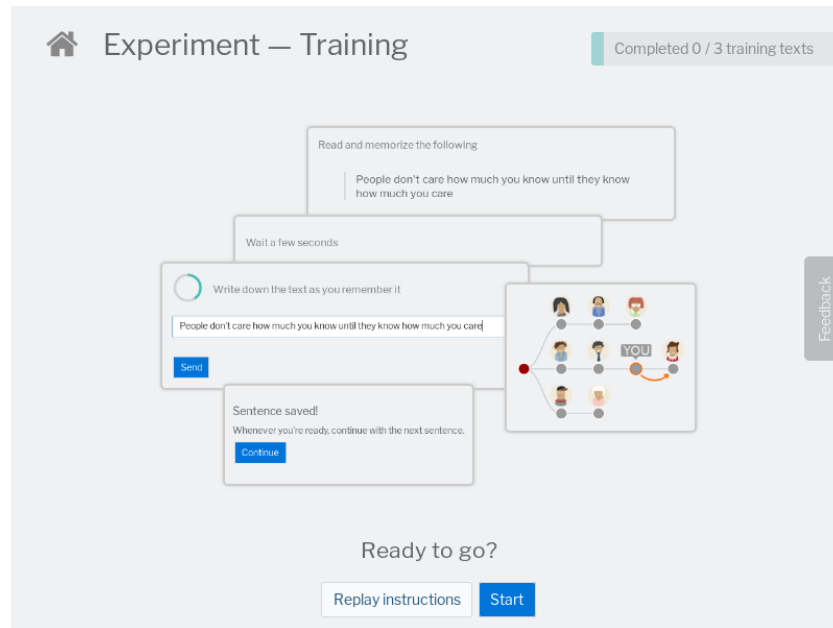 Experiment — Training
Completed 0 / 3 training texts
Read and memorize the following
People don't care how much you know until they know
how much you care
Wait a few seconds
Write down the text as you remember it
People don't care how much you know until they know how much you care
Send
YOU
Sentence saved!
Whenever you're ready, continue with the next sentence.
Continue
Feedback
Ready to go?
Replay instructions
Start